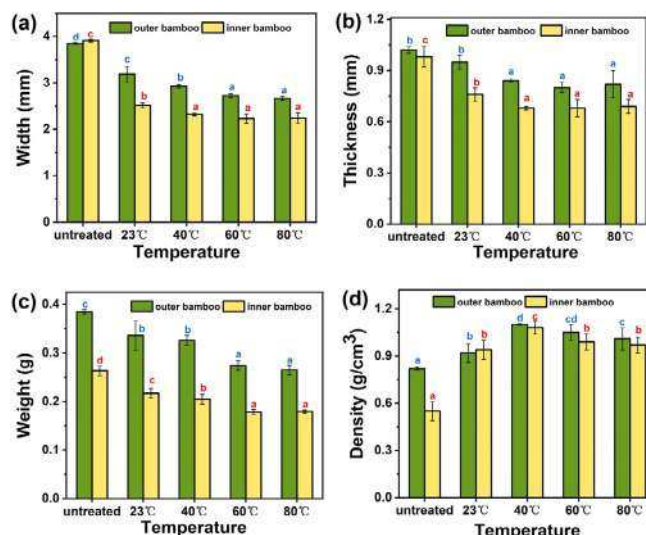 (a)
outer bamboo inner bamboo
d c
c
b
b
a
a
a
a
a
Width (mm)
4
3
2
1
0
untreated 23℃ 40℃ 60℃ 80℃
Temperature
(b)
outer bamboo inner bamboo
b c
b
b
a
a
a
a
a
a
Thickness (mm)
1.2
0.9
0.6
0.3
0.0
untreated 23℃ 40℃ 60℃ 80℃
Temperature
(c)
outer bamboo inner bamboo
c
d
b
c
b
b
a
a
a
a
Weight (g)
0.4
0.3
0.2
0.1
0.0
untreated 23℃ 40℃ 60℃ 80℃
Temperature
(d)
outer bamboo inner bamboo
a
a
b b
d c
cd b
c b
Density (g/cm³)
1.2
0.9
0.6
0.3
0.0
untreated 23℃ 40℃ 60℃ 80℃
Temperature